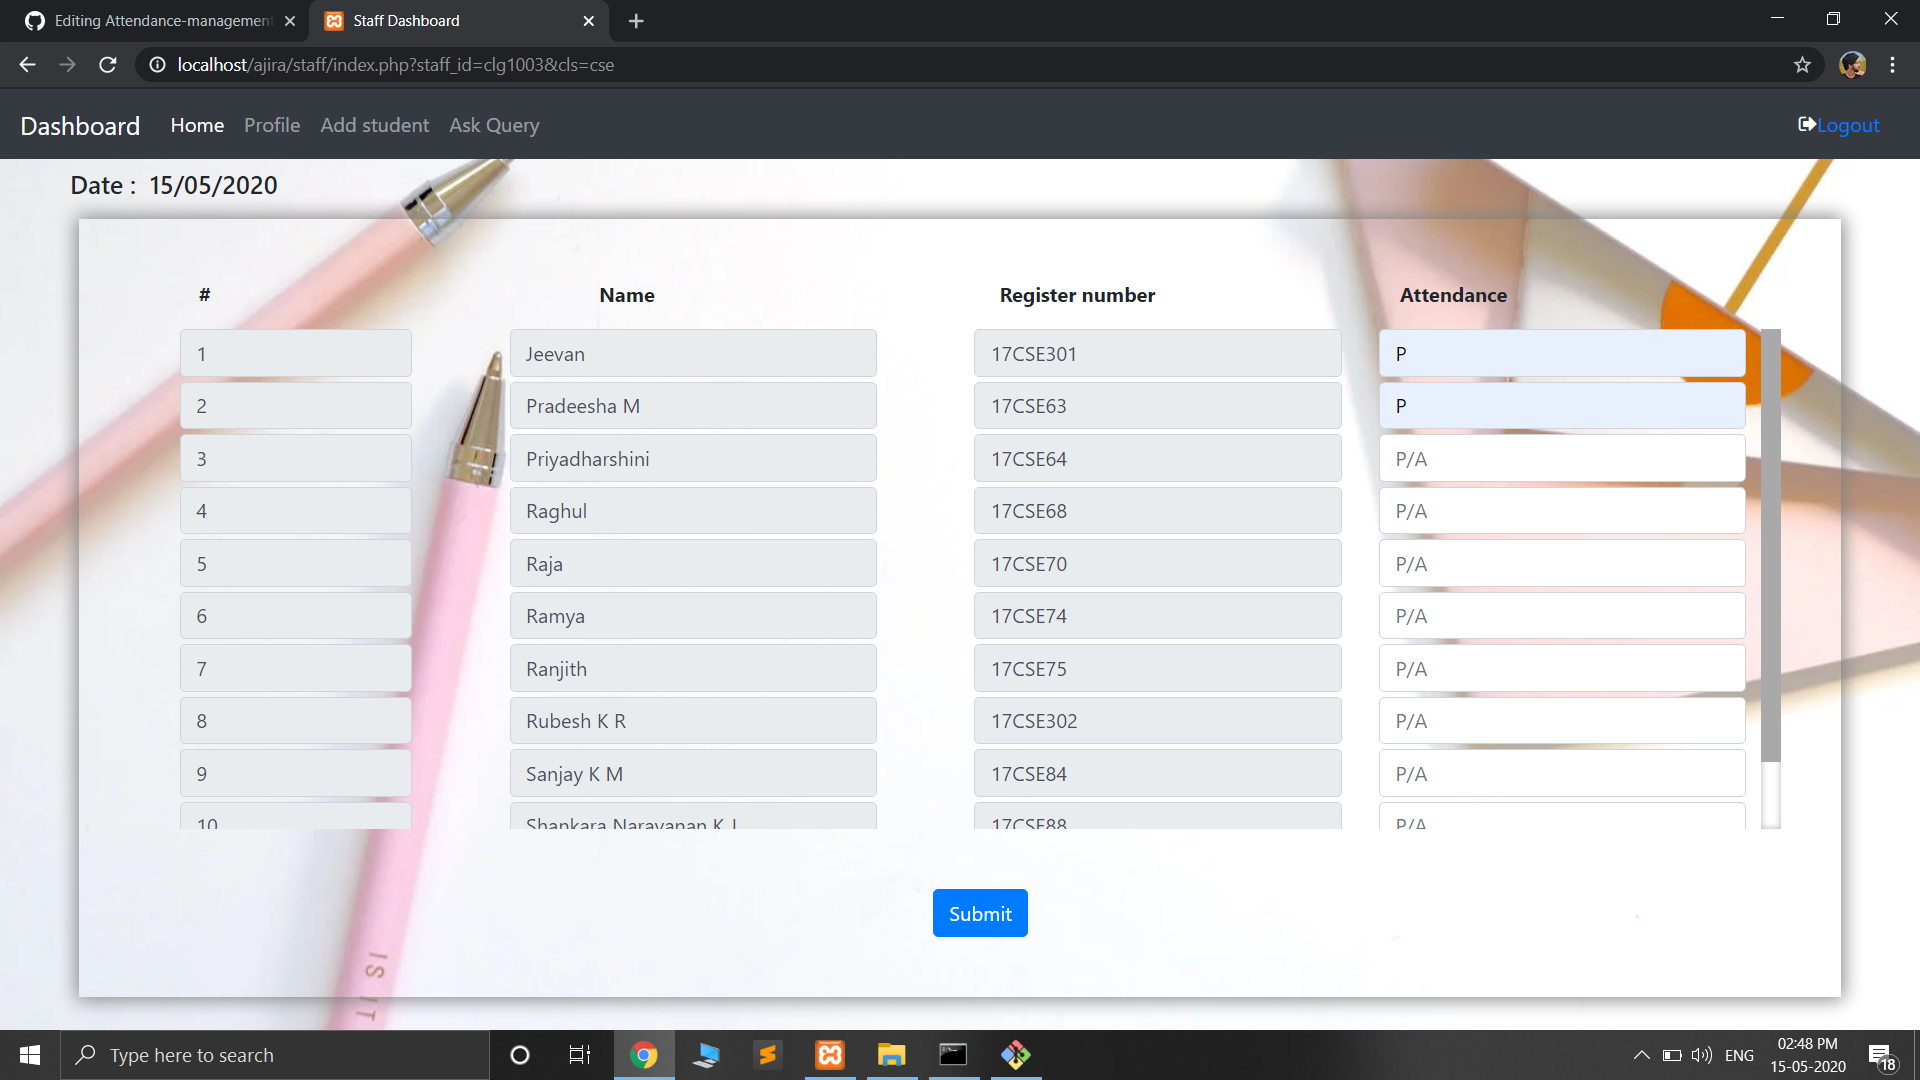 Editing Attendance-management
Staff Dashboard
localhost/ajira/staff/index.php?staff_id=clg1003&cls=cse
Dashboard Home Profile Add student Ask Query Logout
Date : 15/05/2020
# Name Register number Attendance
1 Jeevan 17CSE301 P
2 Pradeesha M 17CSE63 P
3 Priyadharshini 17CSE64 P/A
4 Raghul 17CSE68 P/A
5 Raja 17CSE70 P/A
6 Ramya 17CSE74 P/A
7 Ranjith 17CSE75 P/A
8 Rubesh K R 17CSE302 P/A
9 Sanjay K M 17CSE84 P/A
10 Shankara Narayanan K J 17CSE88 P/A
Submit
IS IT
Type here to search
ENG
02:48 PM
15-05-2020
18